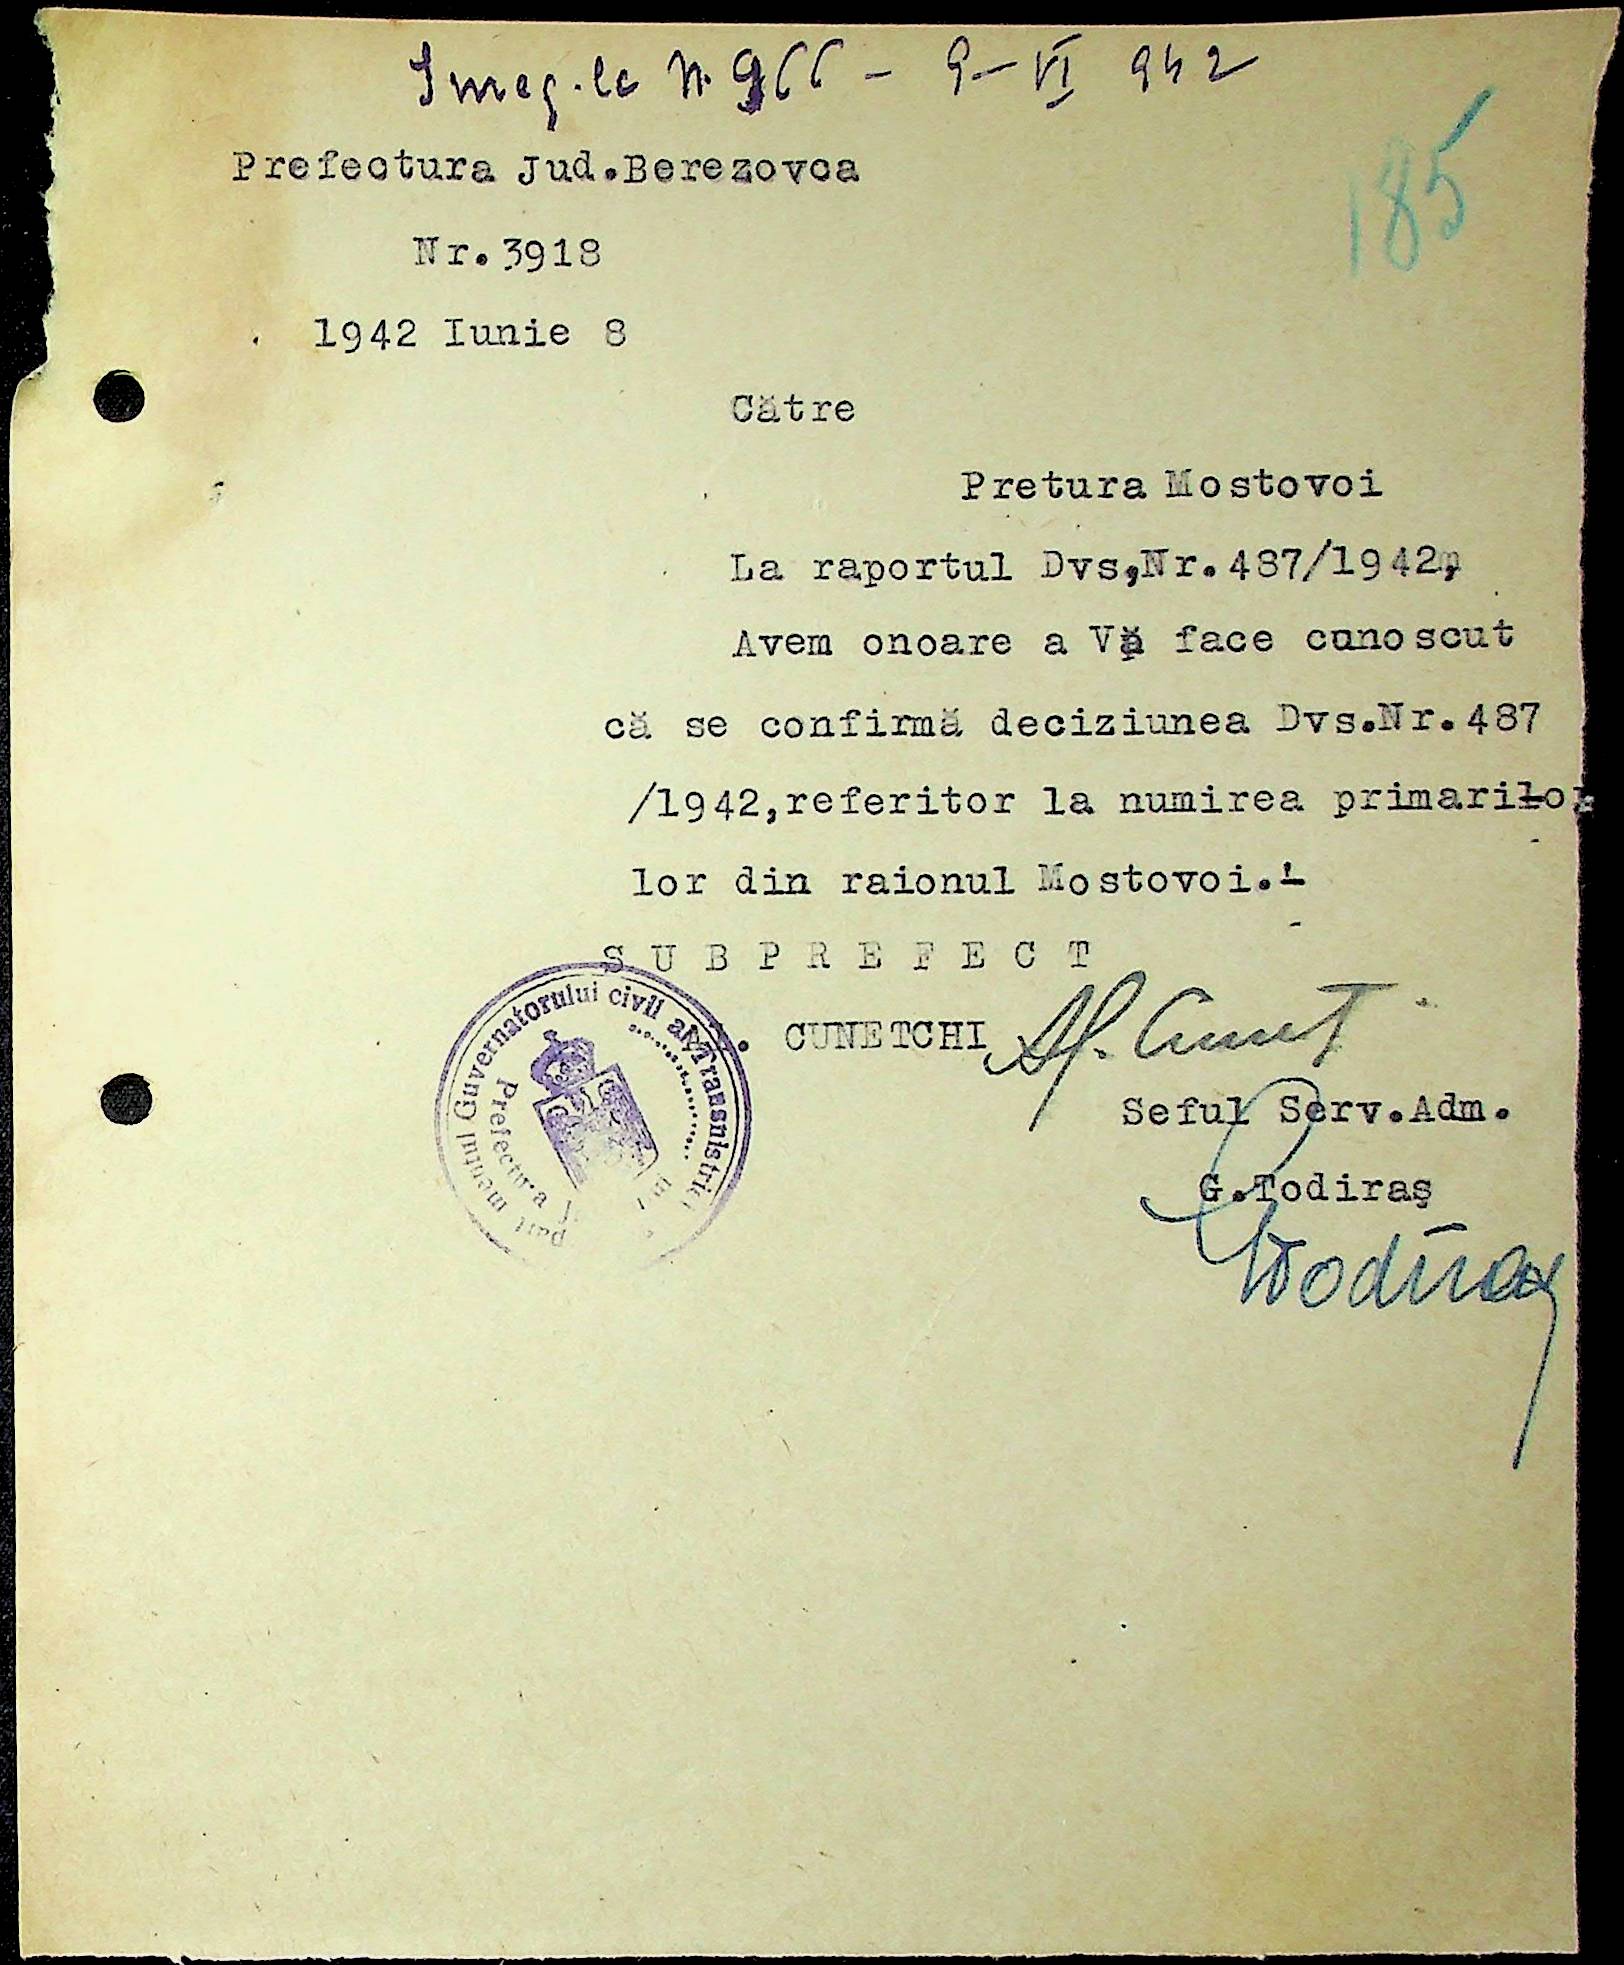 Inreg. la Nr. 966 - 9-VI 942
185
Prefectura Jud.Berezovca
Nr.3918
1942 Iunie 8
Către
Pretura Mostovoi
La raportul Dvs,Nr.487/1942,
Avem onoare a Vă face cunoscut
că se confirmă deciziunea Dvs.Nr.487
/1942,referitor la numirea primarilor
lor din raionul Mostovoi.-
SUBPREFECT
CUNETCHI
Seful Serv.Adm.
G.Todiraş
Todiraş
Guvernatorului civil al Transnistriei
Prefectura